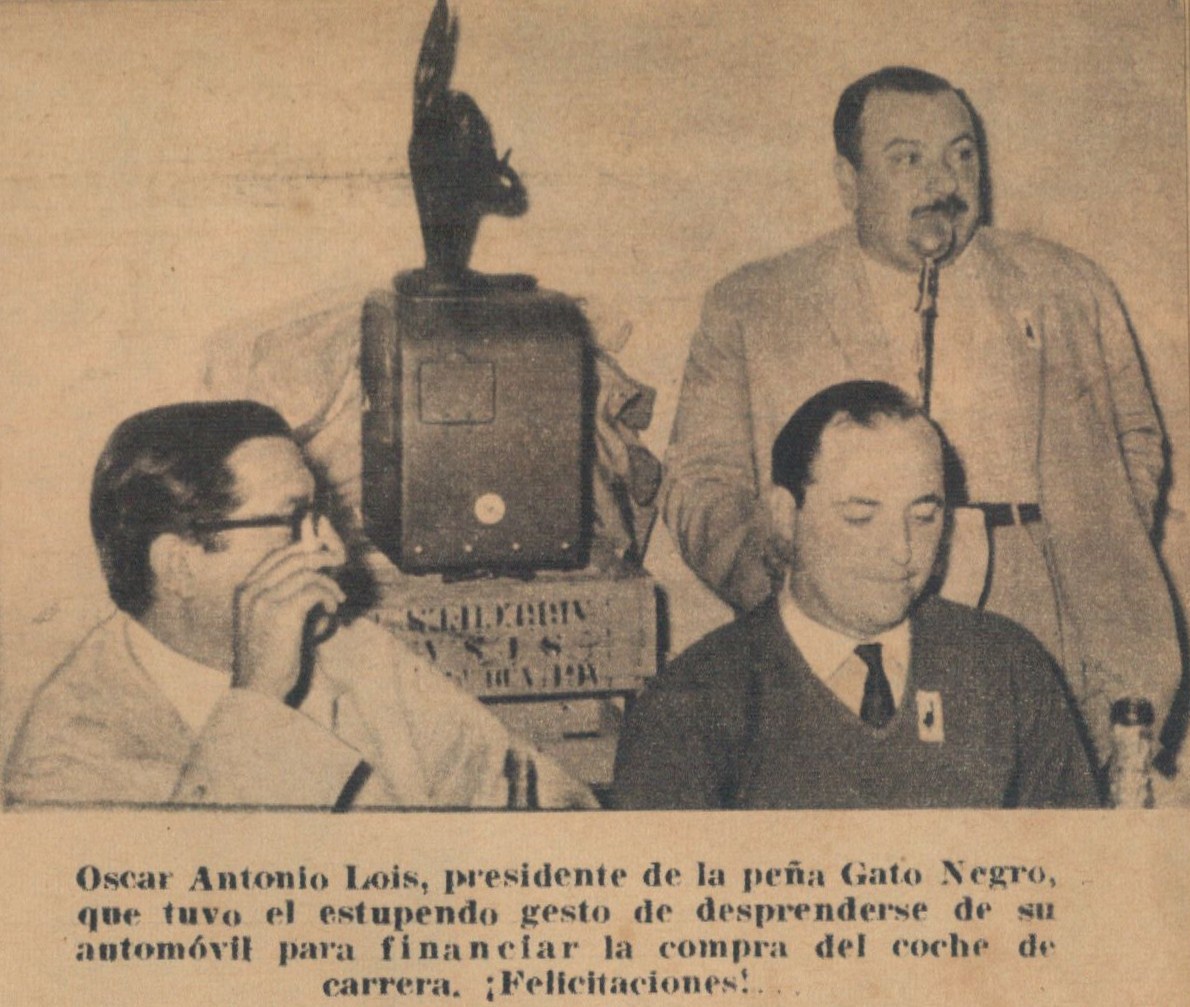 Oscar Antonio Lois, presidente de la peña Gato Negro,
que tuvo el estupendo gesto de desprenderse de su
automóvil para financiar la compra del coche de
carrera. ¡Felicitaciones!...